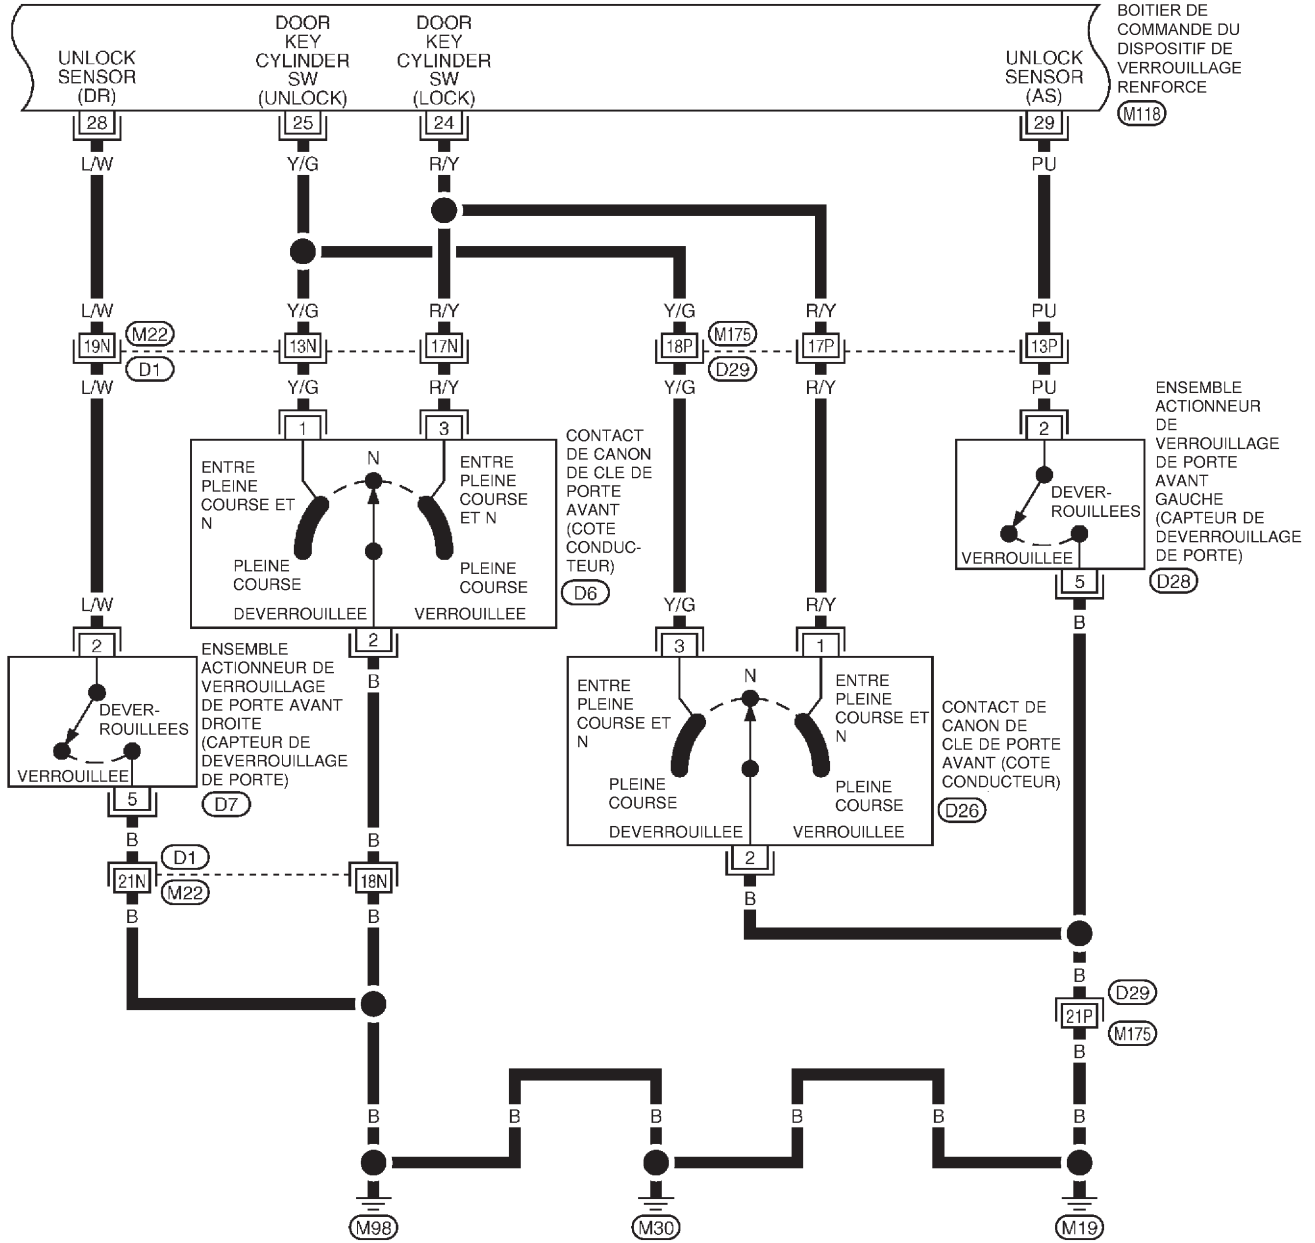 BOITIER DE
COMMANDE DU
DISPOSITIF DE
VERROUILLAGE
RENFORCE
M118
UNLOCK
SENSOR
(DR)
DOOR
KEY
CYLINDER
SW
(UNLOCK)
DOOR
KEY
CYLINDER
SW
(LOCK)
UNLOCK
SENSOR
(AS)
28
25
24
29
L/W
Y/G
R/Y
PU
L/W
Y/G
R/Y
Y/G
R/Y
PU
19N
M22
D1
13N
17N
18P
M175
D29
17P
13P
L/W
Y/G
R/Y
Y/G
R/Y
PU
1
3
ENTRE
PLEINE
COURSE ET
N
N
ENTRE
PLEINE
COURSE
ET N
PLEINE
COURSE
PLEINE
COURSE
DEVERROUILLEE
VERROUILLEE
2
B
CONTACT
DE CANON
DE CLE DE
PORTE
AVANT
(COTE
CONDUC-
TEUR)
D6
2
DEVER-
ROUILLEES
VERROUILLEE
5
B
ENSEMBLE
ACTIONNEUR
DE
VERROUILLAGE
DE PORTE
AVANT
GAUCHE
(CAPTEUR DE
DEVERROUILLAGE
DE PORTE)
D28
L/W
2
DEVER-
ROUILLEES
VERROUILLEE
5
B
ENSEMBLE
ACTIONNEUR DE
VERROUILLAGE
DE PORTE AVANT
DROITE
(CAPTEUR DE
DEVERROUILLAGE
DE PORTE)
D7
Y/G
R/Y
3
1
ENTRE
PLEINE
COURSE ET
N
N
ENTRE
PLEINE
COURSE ET
N
PLEINE
COURSE
PLEINE
COURSE
DEVERROUILLEE
VERROUILLEE
2
B
CONTACT DE
CANON DE
CLE DE PORTE
AVANT (COTE
CONDUCTEUR)
D26
B
21N
D1
M22
18N
B
B
B
D29
21P
M175
B
B
B
B
B
B
B
M98
M30
M19